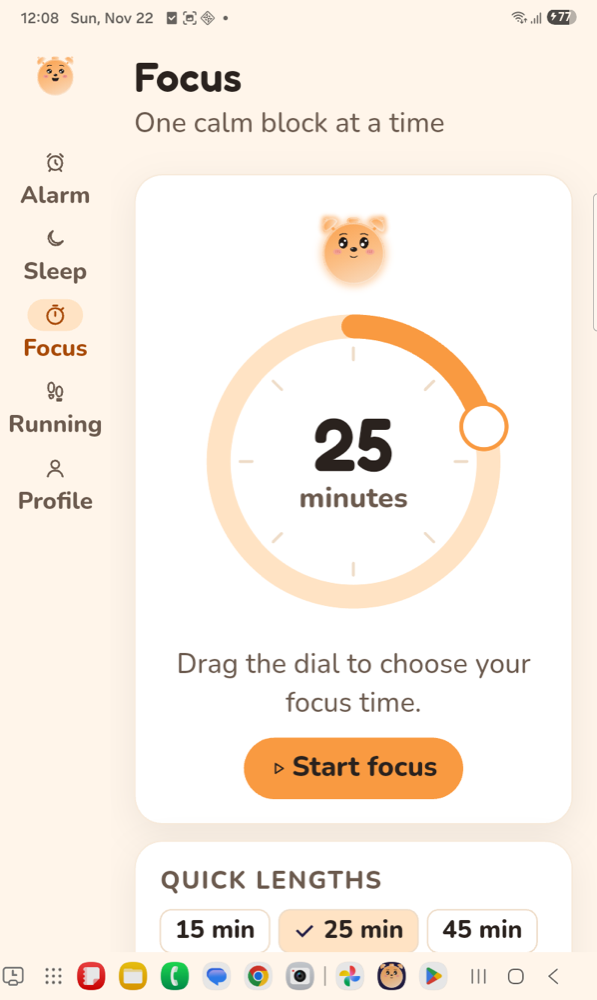 12:08 Sun, Nov 22
77
Focus
One calm block at a time
Alarm
Sleep
Focus
Running
Profile
25
minutes
Drag the dial to choose your
focus time.
Start focus
QUICK LENGTHS
15 min
25 min
45 min